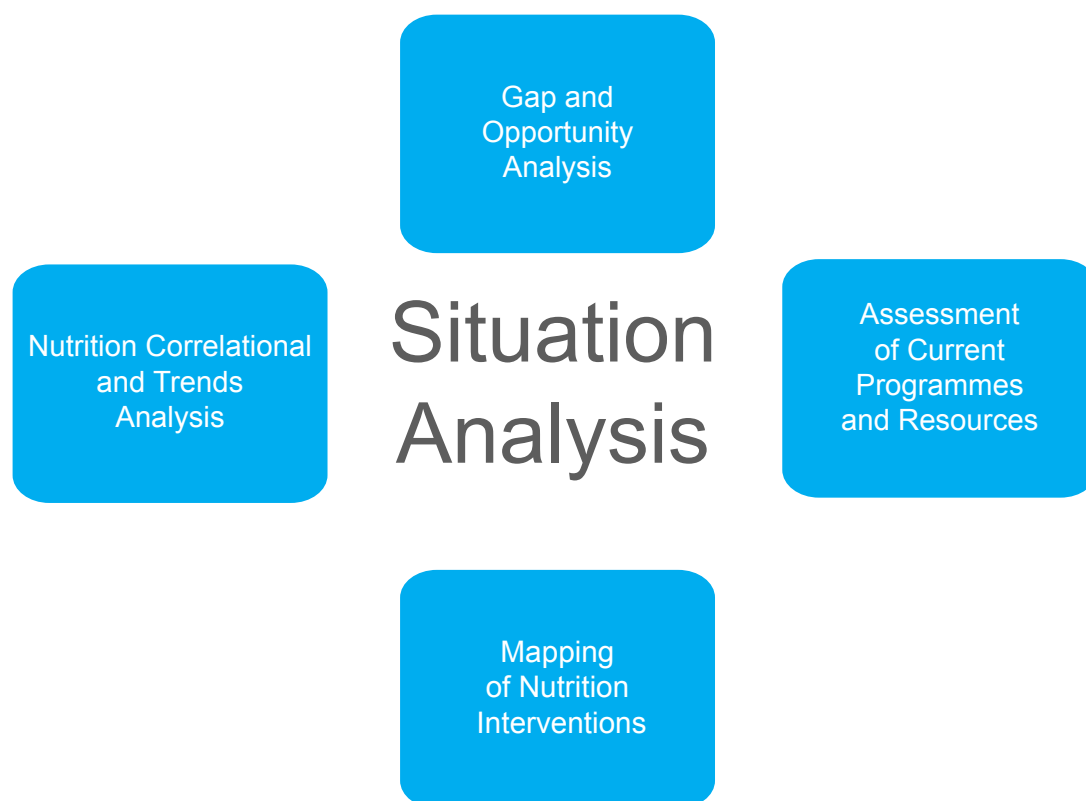 Gap and
Opportunity
Analysis
Nutrition Correlational
and Trends
Analysis
Situation
Analysis
Assessment
of Current
Programmes
and Resources
Mapping
of Nutrition
Interventions